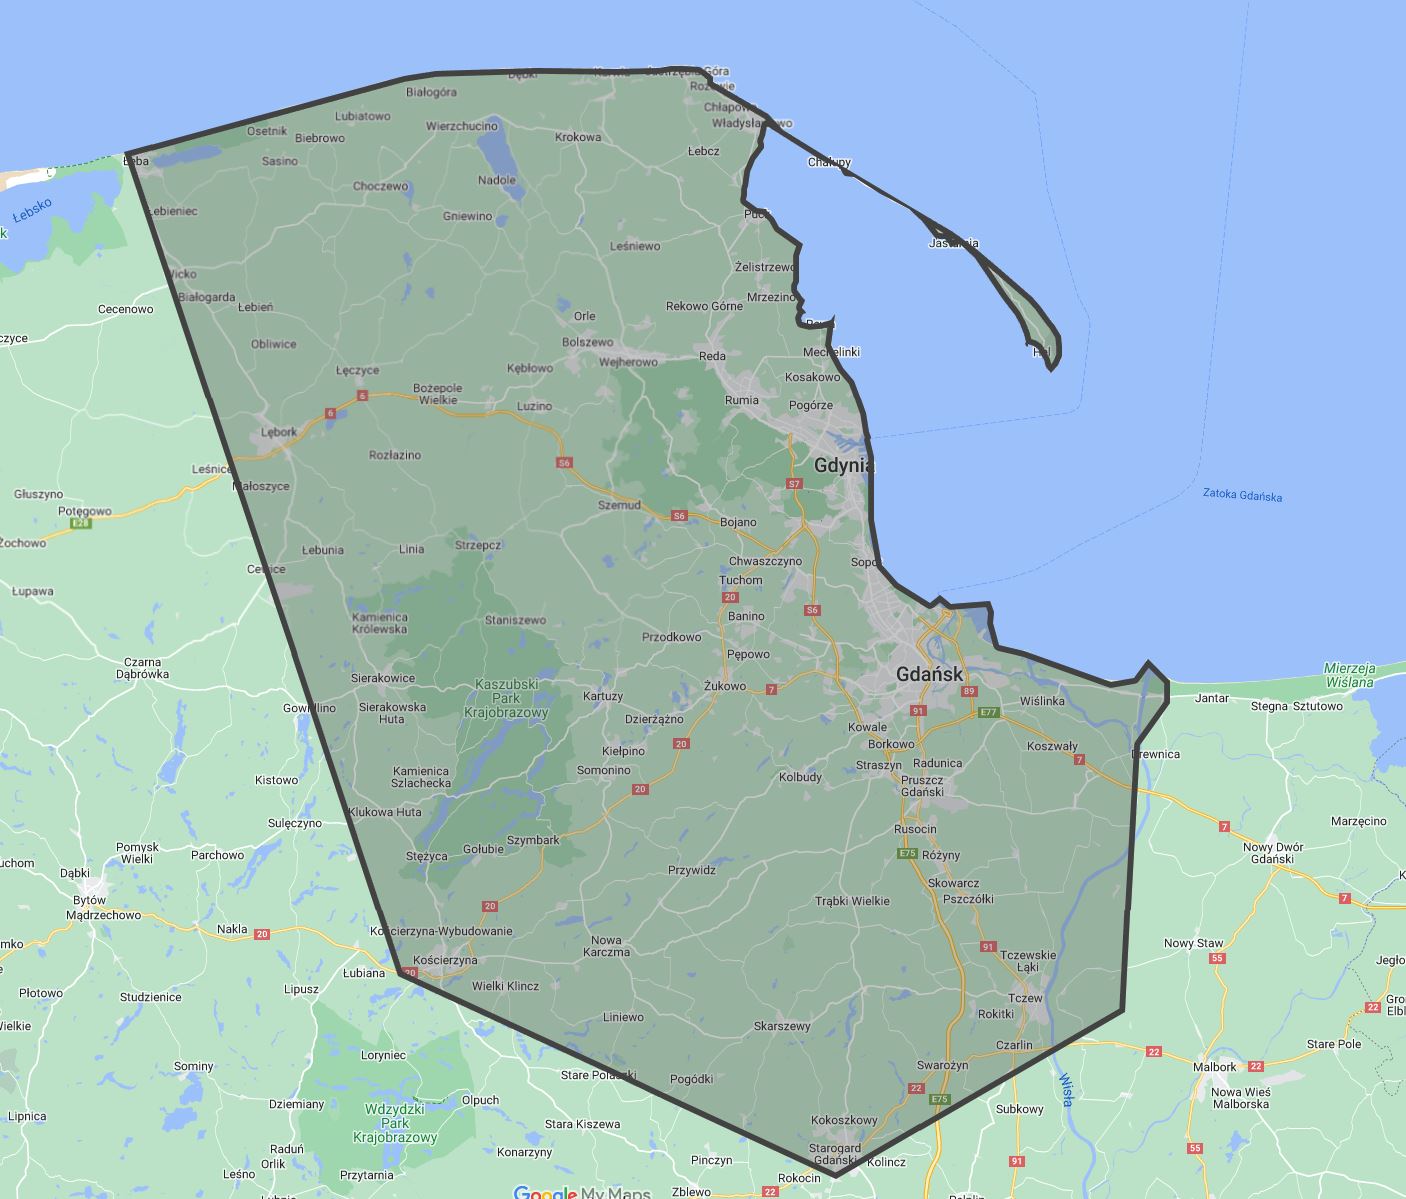 Dębki
Karwia
Jastrzębia Góra
Rozewie
Białogóra
Chłapowo
Lubiatowo
Władysławowo
Osetnik
Wierzchucino
Biebrowo
Krokowa
Łeba
Łebcz
Sasino
Chałupy
Choczewo
Nadole
Łebsko
Łebieniec
Gniewino
Puck
k
Leśniewo
Jastarnia
Wicko
Żelistrzewo
Białogarda
Mrzezino
Cecenowo
Łebień
Rekowo Górne
Orle
Rewa
czyce
Obliwice
Bolszewo
Mechelinki
Hel
Reda
Wejherowo
Łęczyce
Kębłowo
Kosakowo
Bożepole
Wielkie
6
Rumia
6
Luzino
Pogórze
Lębork
Rozłazino
S6
Gdynia
Leśnice
S7
Małoszyce
Głuszyno
Zatoka Gdańska
Potęgowo
Szemud
S6
Bojano
E28
Żochowo
Łebunia
Linia
Strzepcz
Chwaszczyno
Sopot
Cewice
Tuchom
Łupawa
20
S6
Kamienica
Królewska
Staniszewo
Banino
Przodkowo
Pępowo
Czarna
Dąbrówka
Mierzeja
Wiślana
Sierakowice
Kaszubski
Park
Krajobrazowy
Gdańsk
Żukowo
7
89
Kartuzy
Jantar
Gowidlino
Sierakowska
Huta
Wiślinka
Stegna
Sztutowo
91
E77
Dzierżążno
Kowale
20
Kiełpino
Borkowo
Koszwały
Drewnica
7
Straszyn
Radunica
Kistowo
Kamienica
Szlachecka
Somonino
Kolbudy
Pruszcz
Gdański
20
Klukowa Huta
Sulęczyno
Rusocin
7
Marzęcino
Szymbark
Pomysk
Wielki
Parchowo
Stężyca
Gołubie
E75
Różyny
Nowy Dwór
Gdański
uchom
Dąbki
Przywidz
Skowarcz
Bytów
Pszczółki
7
Trąbki Wielkie
20
Mądrzechowo
Nakla
20
Kościerzyna-Wybudowanie
Nowa
Karczma
91
Nowy Staw
55
mko
Kościerzyna
Tczewskie
Łąki
Jegło
Łubiana
20
Płotowo
Lipusz
Wielki Klincz
Studzienice
Tczew
22
Gro
Elbl
Rokitki
Wielkie
Liniewo
Skarszewy
Loryniec
Czarlin
22
Stare Pole
Sominy
Stare Polaszki
Swarożyn
Malbork
22
Pogódki
22
Wisła
Dziemiany
Olpuch
E75
Nowa Wieś
Malborska
Lipnica
Wdzydzki
Park
Krajobrazowy
Stara Kiszewa
Kokoszkowy
Subkowy
Raduń
Starogard
Gdański
55
Konarzyny
Orlik
Pinczyn
Kolincz
91
Leśno
Przytarnia
Rokocin
Zblewo
22
Google My Maps